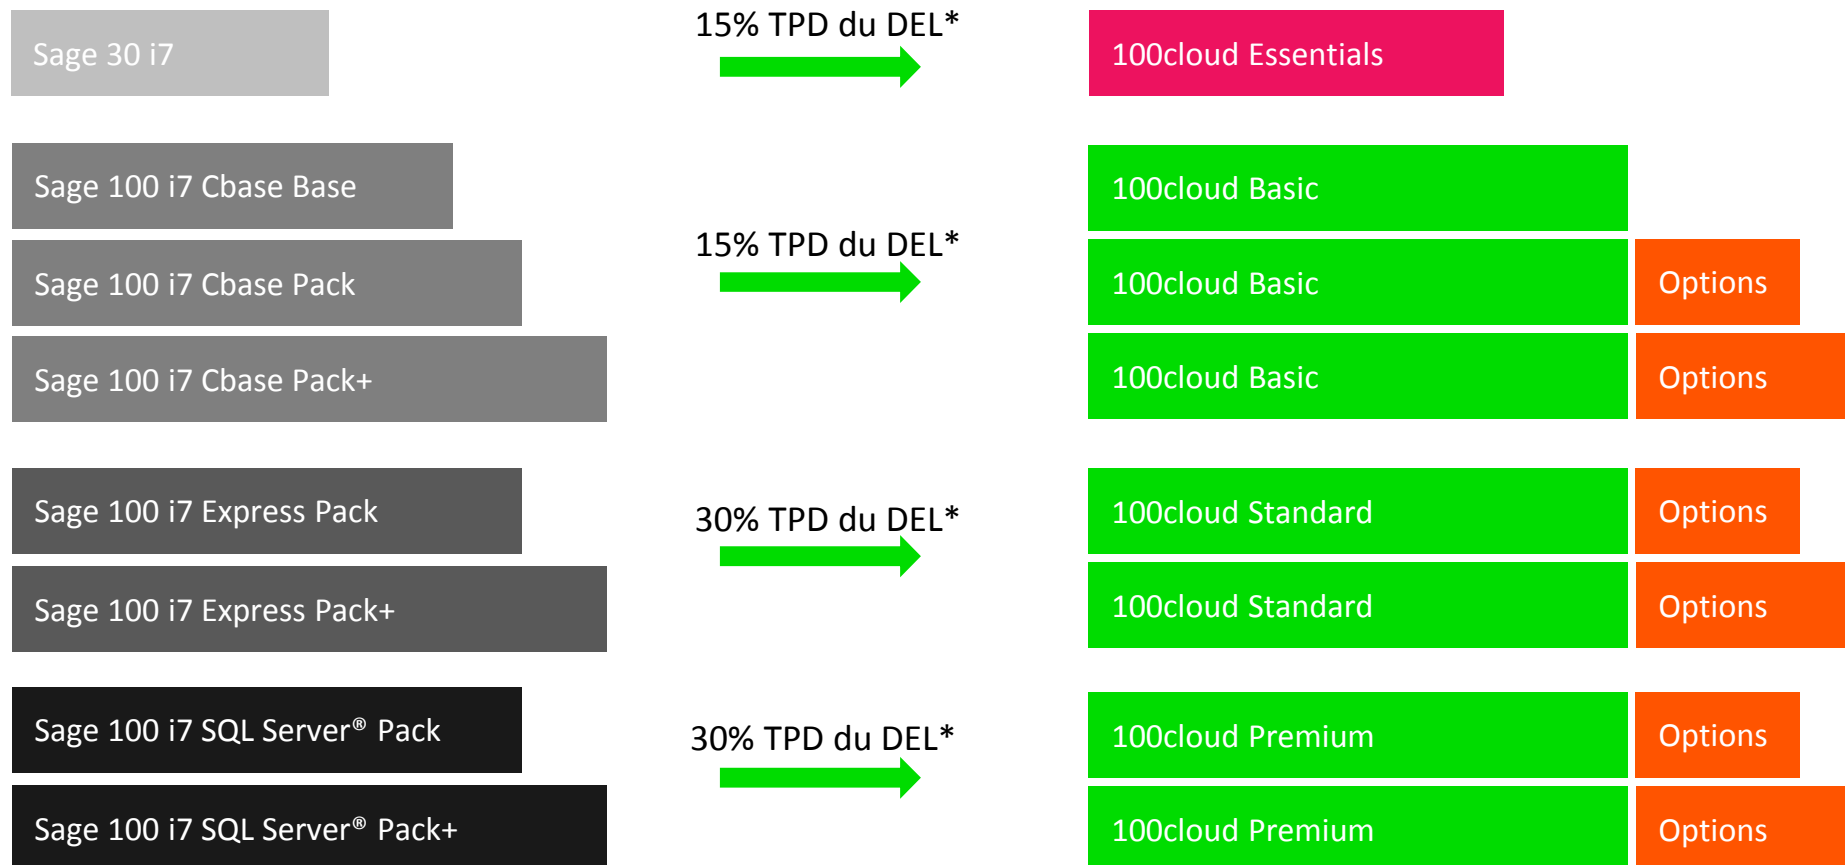 15% TPD du DEL*
Sage 30 i7
100cloud Essentials
Sage 100 i7 Cbase Base
100cloud Basic
15% TPD du DEL*
Sage 100 i7 Cbase Pack
100cloud Basic
Options
Sage 100 i7 Cbase Pack+
100cloud Basic
Options
Sage 100 i7 Express Pack
30% TPD du DEL*
100cloud Standard
Options
Sage 100 i7 Express Pack+
100cloud Standard
Options
Sage 100 i7 SQL Server® Pack
30% TPD du DEL*
100cloud Premium
Options
Sage 100 i7 SQL Server® Pack+
100cloud Premium
Options